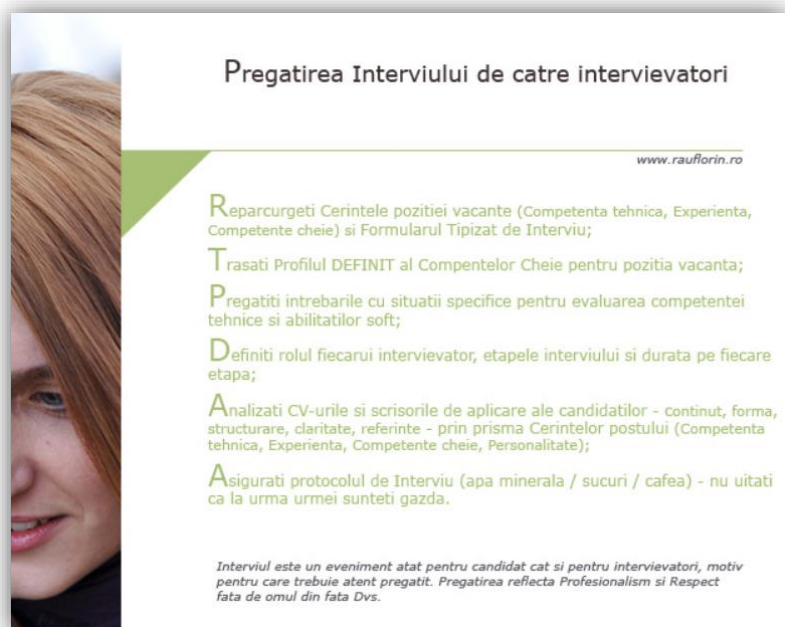 Pregatirea Interviului de catre intervievatori
www.rauflorin.ro
Reparcurgeti Cerintele pozitiei vacante (Competenta tehnica, Experienta,
Competente cheie) si Formularul Tipizat de Interviu;
Trasati Profilul DEFINIT al Compentelor Cheie pentru pozitia vacanta;
Pregatiti intrebarile cu situatii specifice pentru evaluarea competentei
tehnice si abilitatilor soft;
Definiti rolul fiecarui intervievator, etapele interviului si durata pe fiecare
etapa;
Analizati CV-urile si scrisorile de aplicare ale candidatilor - continut, forma,
structurare, claritate, referinte - prin prisma Cerintelor postului (Competenta
tehnica, Experienta, Competente cheie, Personalitate);
Asigurati protocolul de Interviu (apa minerala / sucuri / cafea) - nu uitati
ca la urma urmei sunteti gazda.
Interviul este un eveniment atat pentru candidat cat si pentru intervievatori, motiv
pentru care trebuie atent pregatit. Pregatirea reflecta Profesionalism si Respect
fata de omul din fata Dvs.